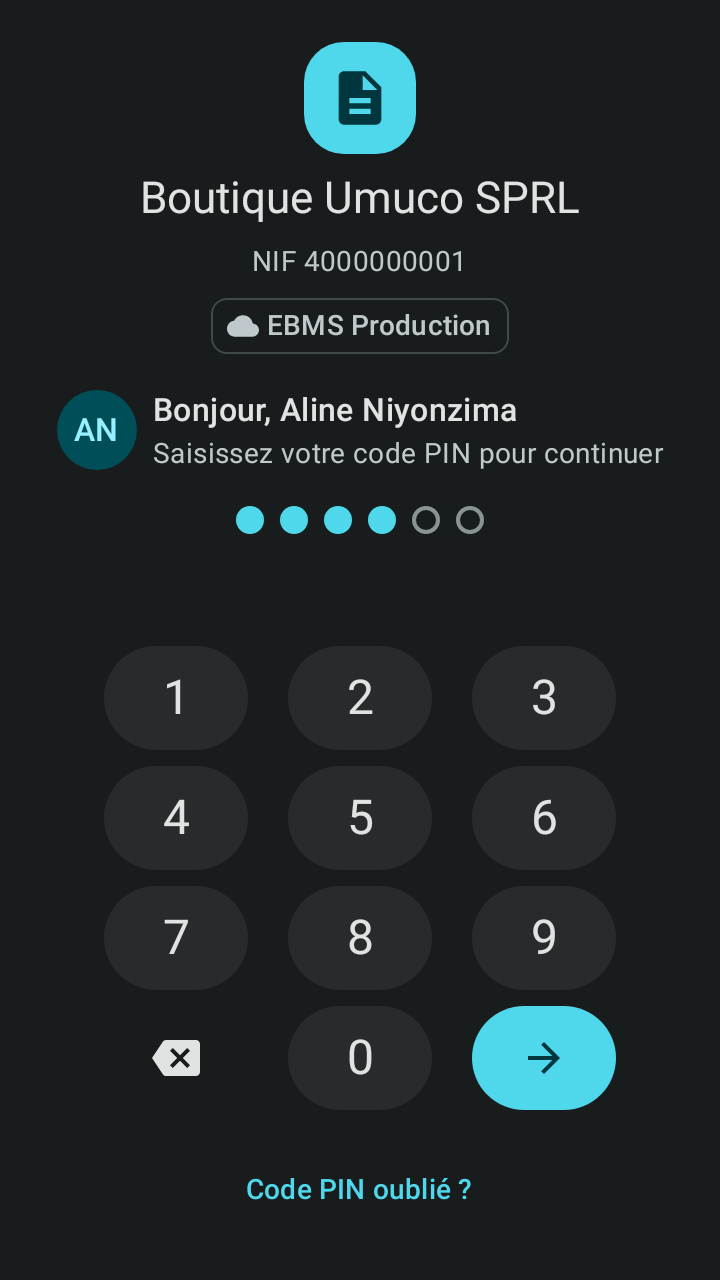 Boutique Umuco SPRL
NIF 4000000001
EBMS Production
AN
Bonjour, Aline Niyonzima
Saisissez votre code PIN pour continuer
1 2 3
4 5 6
7 8 9
0
Code PIN oublié ?